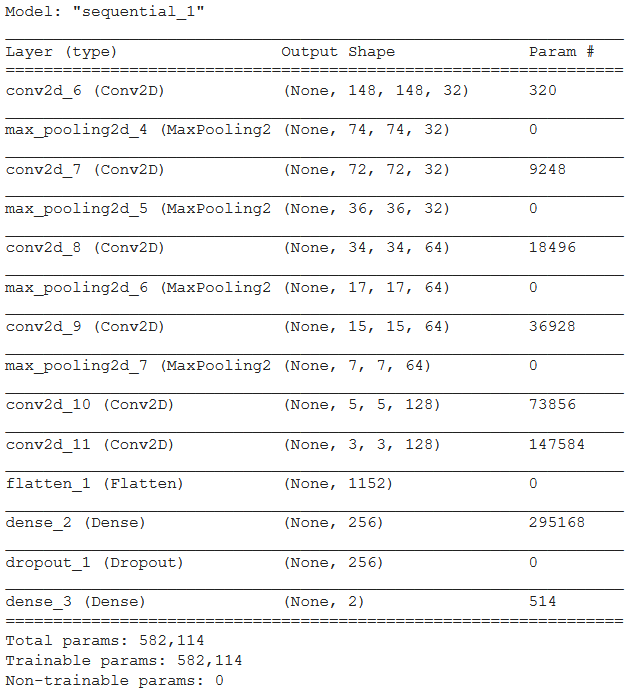 Model: "sequential_1"
Layer (type) Output Shape Param #
conv2d_6 (Conv2D) (None, 148, 148, 32) 320
max_pooling2d_4 (MaxPooling2 (None, 74, 74, 32) 0
conv2d_7 (Conv2D) (None, 72, 72, 32) 9248
max_pooling2d_5 (MaxPooling2 (None, 36, 36, 32) 0
conv2d_8 (Conv2D) (None, 34, 34, 64) 18496
max_pooling2d_6 (MaxPooling2 (None, 17, 17, 64) 0
conv2d_9 (Conv2D) (None, 15, 15, 64) 36928
max_pooling2d_7 (MaxPooling2 (None, 7, 7, 64) 0
conv2d_10 (Conv2D) (None, 5, 5, 128) 73856
conv2d_11 (Conv2D) (None, 3, 3, 128) 147584
flatten_1 (Flatten) (None, 1152) 0
dense_2 (Dense) (None, 256) 295168
dropout_1 (Dropout) (None, 256) 0
dense_3 (Dense) (None, 2) 514
Total params: 582,114
Trainable params: 582,114
Non-trainable params: 0